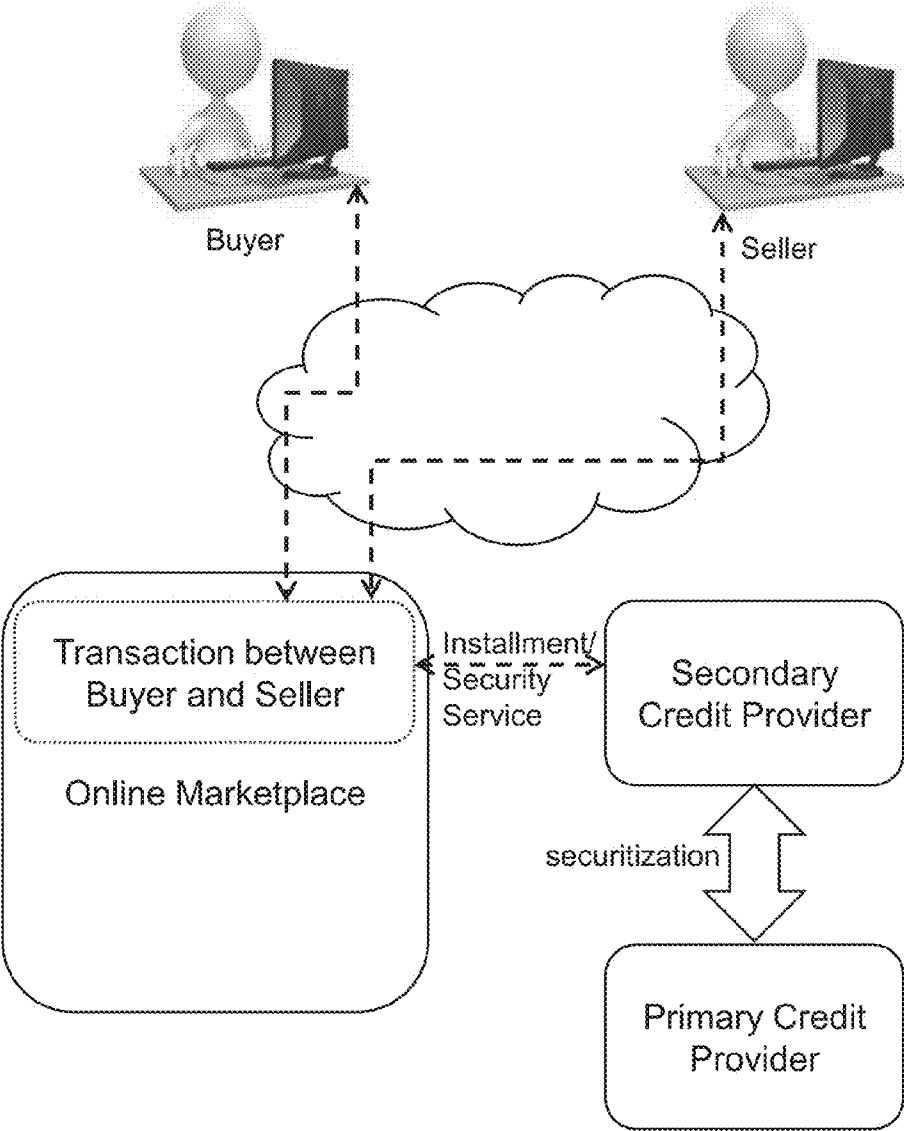 Buyer
Seller
Transaction between
Buyer and Seller
Online Marketplace
Installment/
Security
Service
Secondary
Credit Provider
securitization
Primary Credit
Provider